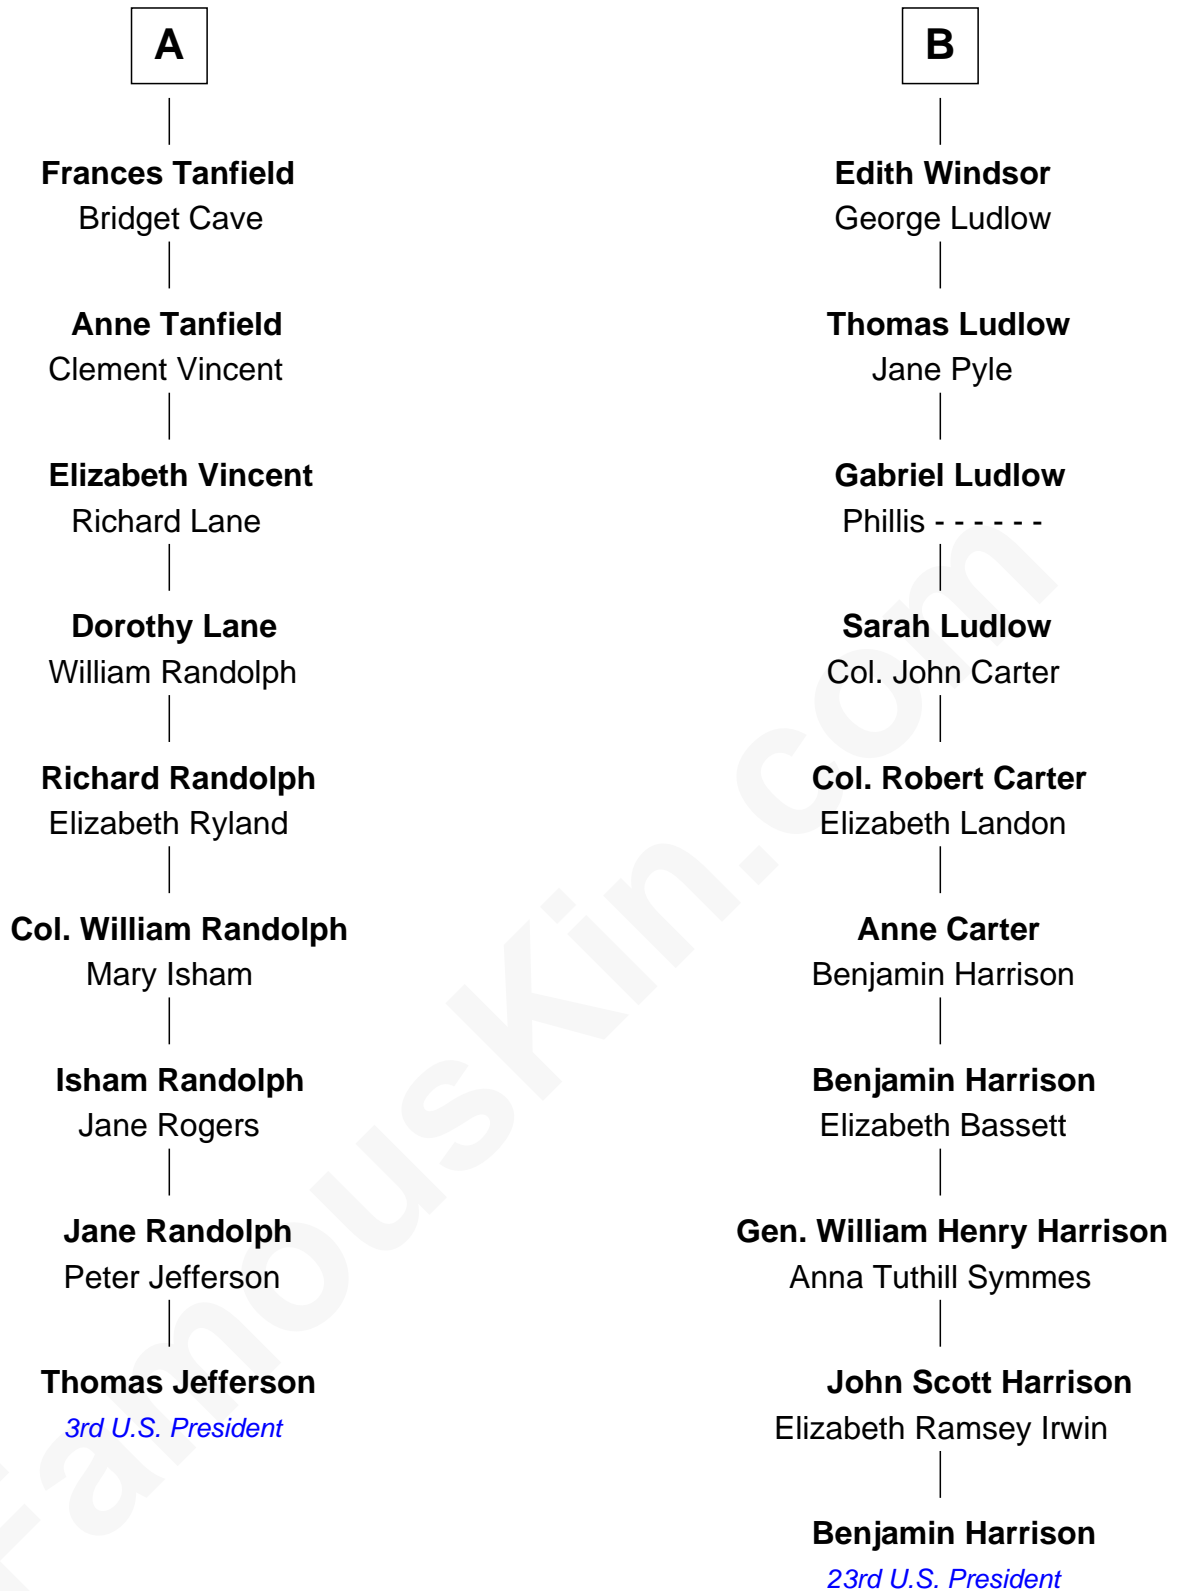 A
Frances Tanfield
Bridget Cave
Anne Tanfield
Clement Vincent
Elizabeth Vincent
Richard Lane
Dorothy Lane
William Randolph
Richard Randolph
Elizabeth Ryland
Col. William Randolph
Mary Isham
Isham Randolph
Jane Rogers
Jane Randolph
Peter Jefferson
Thomas Jefferson
3rd U.S. President
B
Edith Windsor
George Ludlow
Thomas Ludlow
Jane Pyle
Gabriel Ludlow
Phillis - - - - - -
Sarah Ludlow
Col. John Carter
Col. Robert Carter
Elizabeth Landon
Anne Carter
Benjamin Harrison
Benjamin Harrison
Elizabeth Bassett
Gen. William Henry Harrison
Anna Tuthill Symmes
John Scott Harrison
Elizabeth Ramsey Irwin
Benjamin Harrison
23rd U.S. President
FamousKin.com